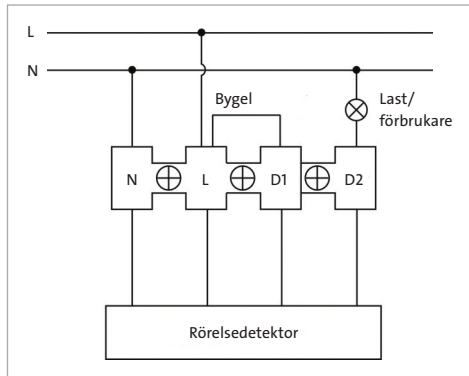 L
N
Bygel
Last/
förbrukare
N
L
D1
D2
Rörelsedetektor